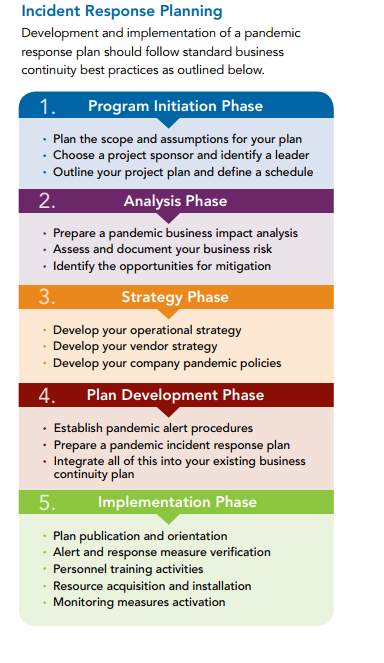 Incident Response Planning
Development and implementation of a pandemic
response plan should follow standard business
continuity best practices as outlined below.
1. Program Initiation Phase
• Plan the scope and assumptions for your plan
• Choose a project sponsor and identify a leader
• Outline your project plan and define a schedule
2. Analysis Phase
• Prepare a pandemic business impact analysis
• Assess and document your business risk
• Identify the opportunities for mitigation
3. Strategy Phase
• Develop your operational strategy
• Develop your vendor strategy
• Develop your company pandemic policies
4. Plan Development Phase
• Establish pandemic alert procedures
• Prepare a pandemic incident response plan
• Integrate all of this into your existing business
continuity plan
5. Implementation Phase
• Plan publication and orientation
• Alert and response measure verification
• Personnel training activities
• Resource acquisition and installation
• Monitoring measures activation